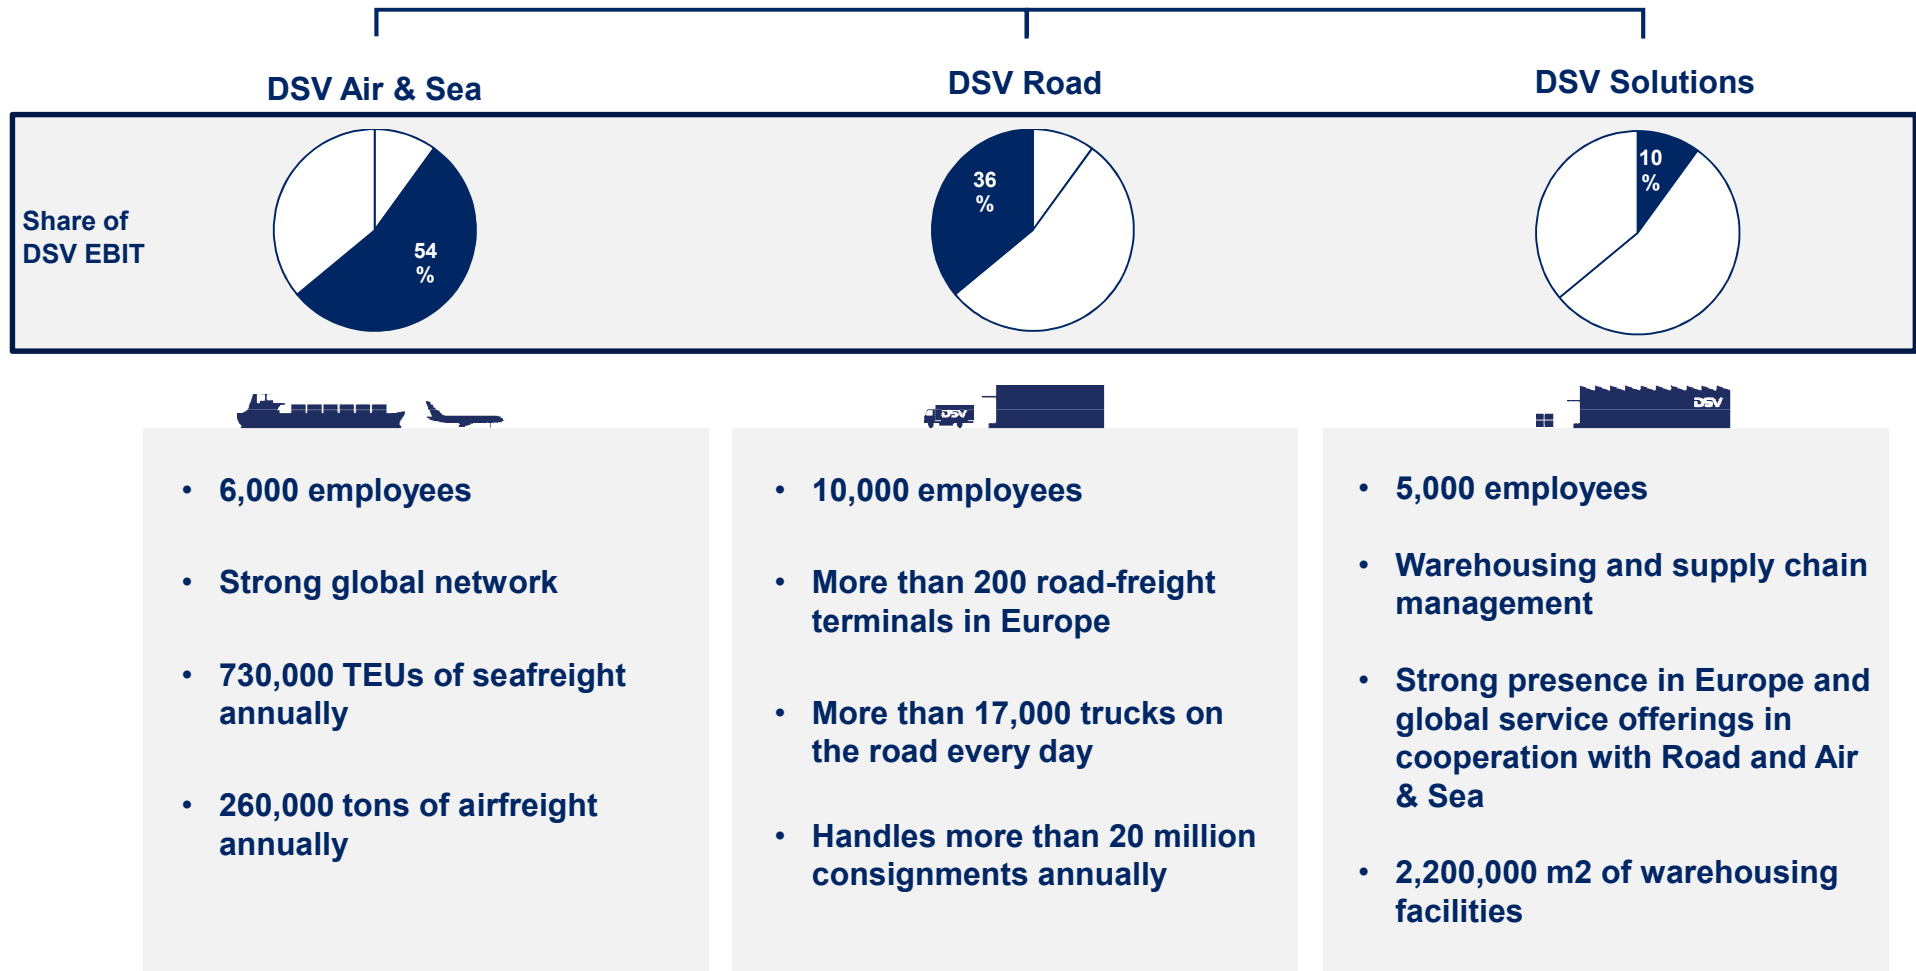 DSV Air & Sea
DSV Road
DSV Solutions
Share of
DSV EBIT
54
%
36
%
10
%
DSV
DSV
• 6,000 employees
• Strong global network
• 730,000 TEUs of seafreight
annually
• 260,000 tons of airfreight
annually
• 10,000 employees
• More than 200 road-freight
terminals in Europe
• More than 17,000 trucks on
the road every day
• Handles more than 20 million
consignments annually
• 5,000 employees
• Warehousing and supply chain
management
• Strong presence in Europe and
global service offerings in
cooperation with Road and Air
& Sea
• 2,200,000 m2 of warehousing
facilities